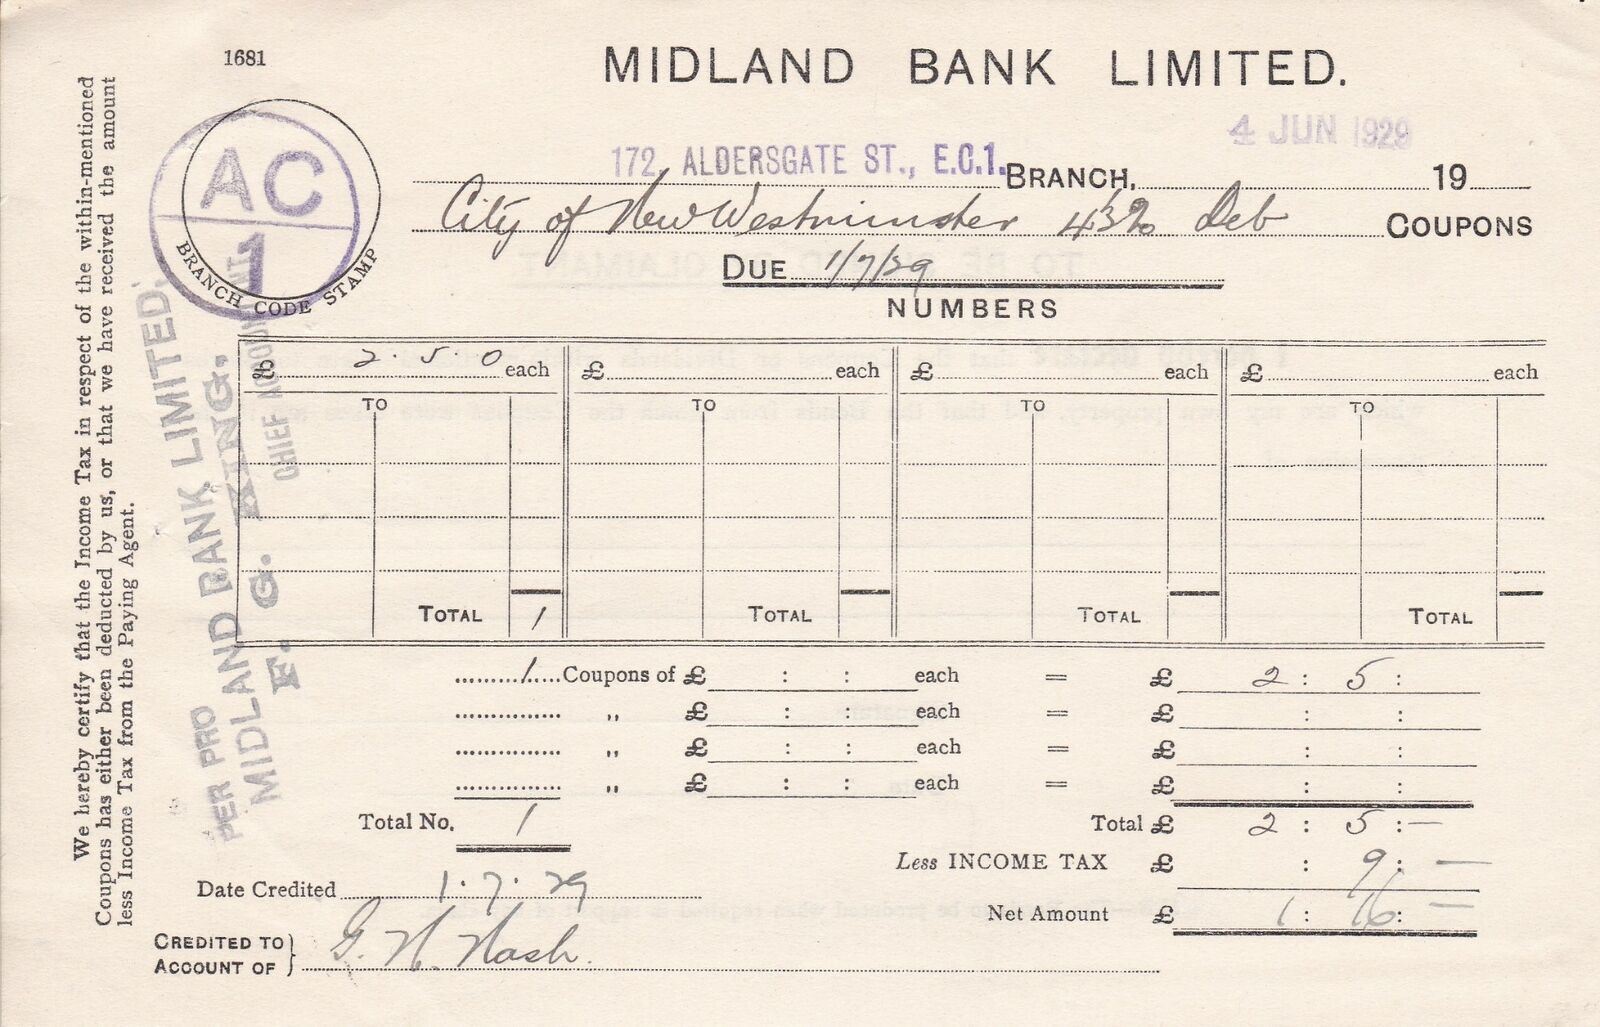 1681
MIDLAND BANK LIMITED.
4 JUN 1929
172, ALDERSGATE ST., E.C.1. BRANCH, 19
AC
1
BRANCH CODE STAMP
City of New Westminster Deb COUPONS
DUE 1/7/29
NUMBERS
£ 2. 5. 0 each £ each £ each £ each
TO TO TO TO
TOTAL 1 TOTAL TOTAL TOTAL
1 Coupons of £ : : each = £ 2 : 5 :
„ £ : : each = £ : :
„ £ : : each = £ : :
„ £ : : each = £ : :
Total No. 1 Total £ 2 : 5 : —
Less INCOME TAX £ : 9 : —
Date Credited 1. 7. 29
Net Amount £ 1 : 16 : —
CREDITED TO
ACCOUNT OF } G. H. Nash.
We hereby certify that the Income Tax in respect of the within-mentioned
Coupons has either been deducted by us, or that we have received the amount
less Income Tax from the Paying Agent.
PER PRO
MIDLAND BANK LIMITED.
F. G. KING.
CHIEF ACCOUNTANT